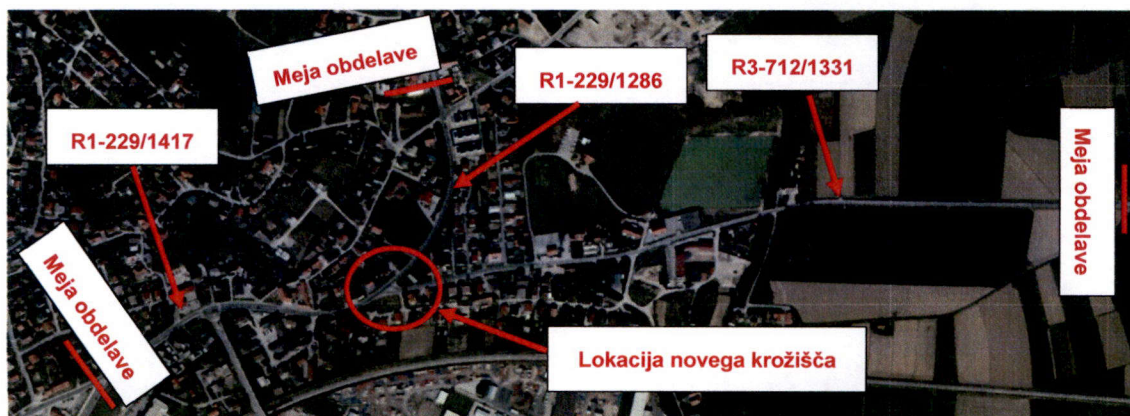 Meja obdelave
R1-229/1286
R3-712/1331
R1-229/1417
Meja obdelave
Meja obdelave
Lokacija novega krožišča